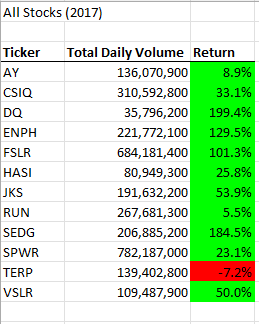 All Stocks (2017)
Ticker Total Daily Volume Return
AY 136,070,900 8.9%
CSIQ 310,592,800 33.1%
DQ 35,796,200 199.4%
ENPH 221,772,100 129.5%
FSLR 684,181,400 101.3%
HASI 80,949,300 25.8%
JKS 191,632,200 53.9%
RUN 267,681,300 5.5%
SEDG 206,885,200 184.5%
SPWR 782,187,000 23.1%
TERP 139,402,800 -7.2%
VSLR 109,487,900 50.0%